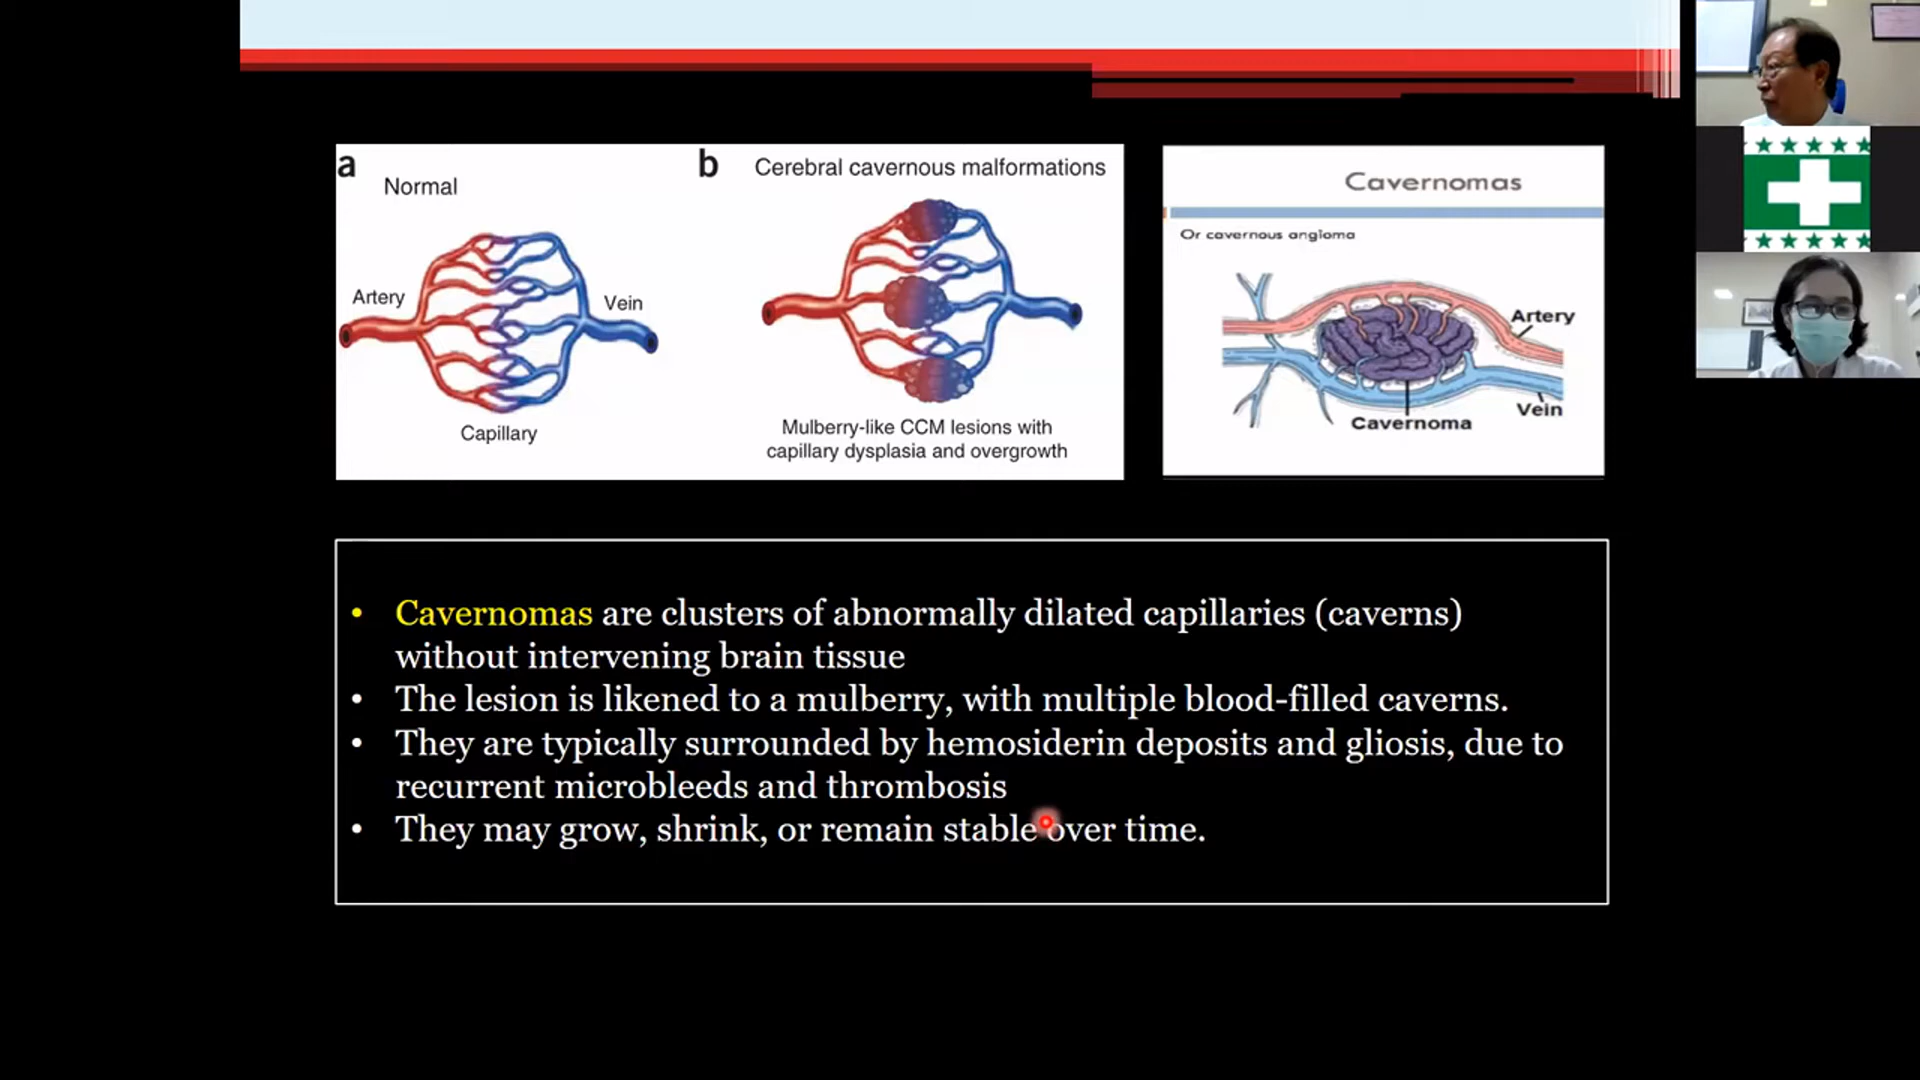 a
Normal
Artery
Vein
Capillary
b
Cerebral cavernous malformations
Mulberry-like CCM lesions with
capillary dysplasia and overgrowth
Cavernomas
Or cavernous angioma
Artery
Vein
Cavernoma
• Cavernomas are clusters of abnormally dilated capillaries (caverns)
without intervening brain tissue
• The lesion is likened to a mulberry, with multiple blood-filled caverns.
• They are typically surrounded by hemosiderin deposits and gliosis, due to
recurrent microbleeds and thrombosis
• They may grow, shrink, or remain stable over time.